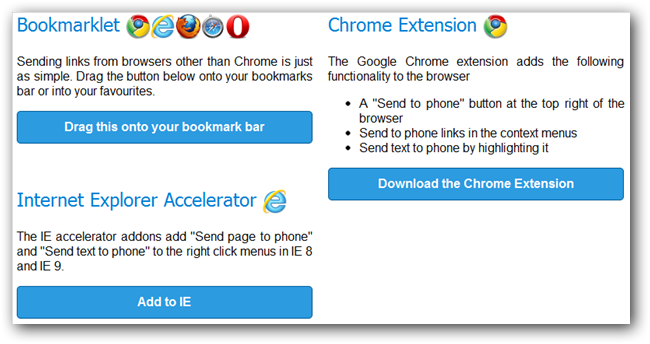 Bookmarklet
Sending links from browsers other than Chrome is just
as simple. Drag the button below onto your bookmarks
bar or into your favourites.
Drag this onto your bookmark bar
Internet Explorer Accelerator
The IE accelerator addons add "Send page to phone"
and "Send text to phone" to the right click menus in IE 8
and IE 9.
Add to IE
Chrome Extension
The Google Chrome extension adds the following
functionality to the browser
A "Send to phone" button at the top right of the
browser
Send to phone links in the context menus
Send text to phone by highlighting it
Download the Chrome Extension